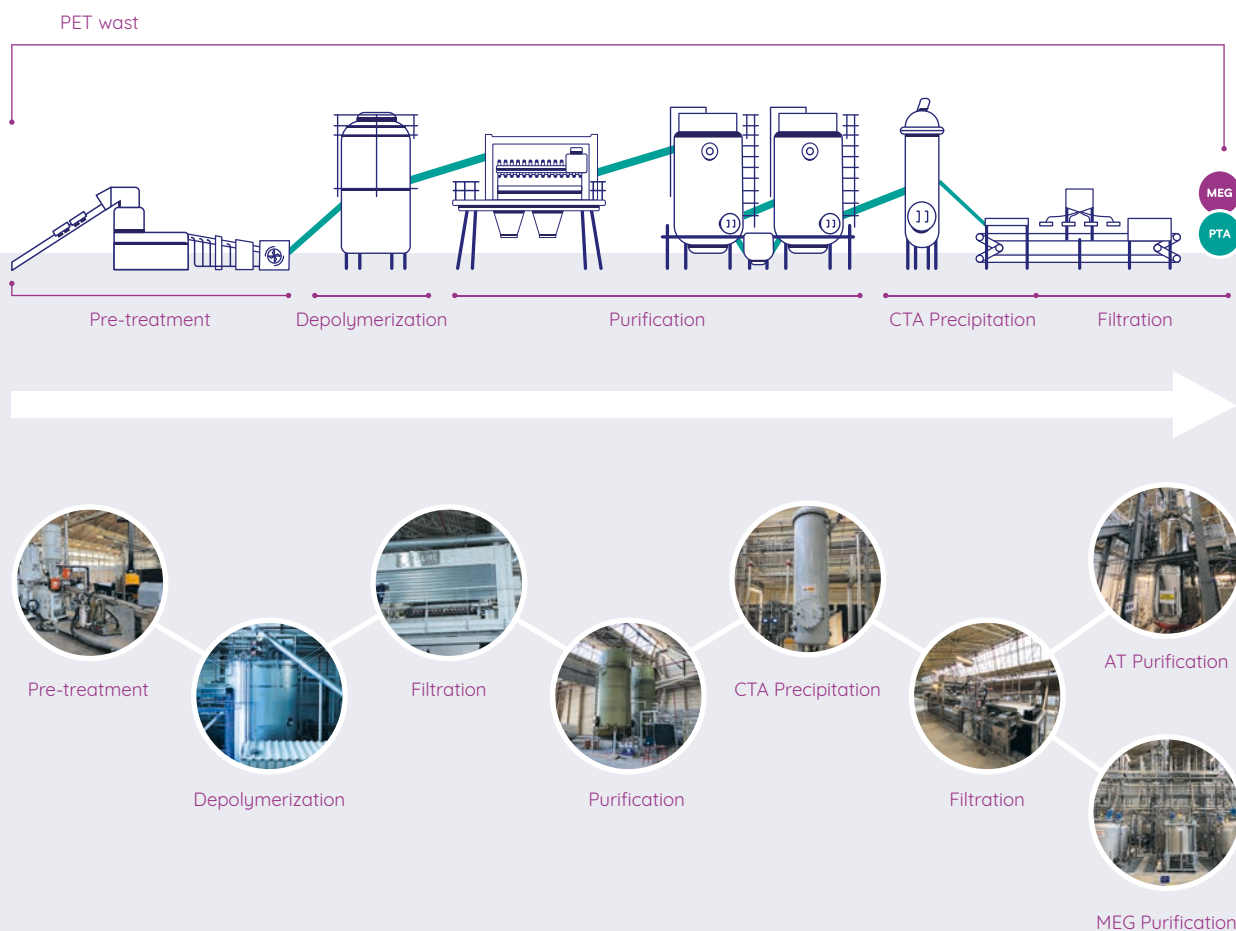 PET wast
MEG
PTA
Pre-treatment
Depolymerization
Purification
CTA Precipitation
Filtration
Pre-treatment
Depolymerization
Filtration
Purification
CTA Precipitation
Filtration
AT Purification
MEG Purification